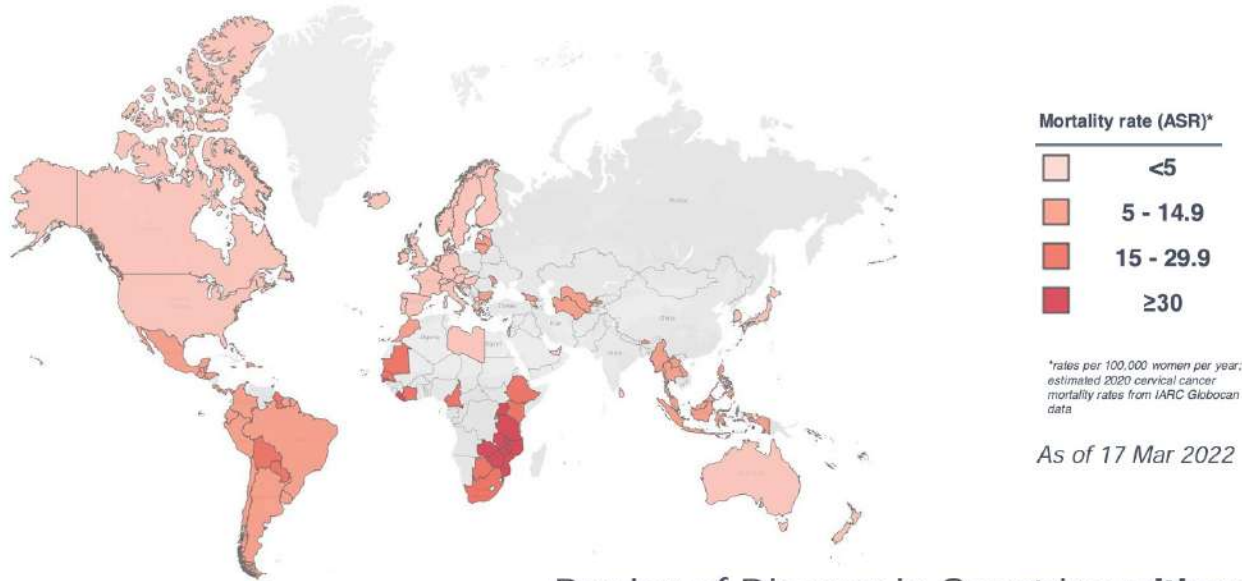 Mortality rate (ASR)*
<5
5 - 14.9
15 - 29.9
≥30
*rates per 100,000 women per year;
estimated 2020 cervical cancer
mortality rates from IARC Globocan
data
As of 17 Mar 2022